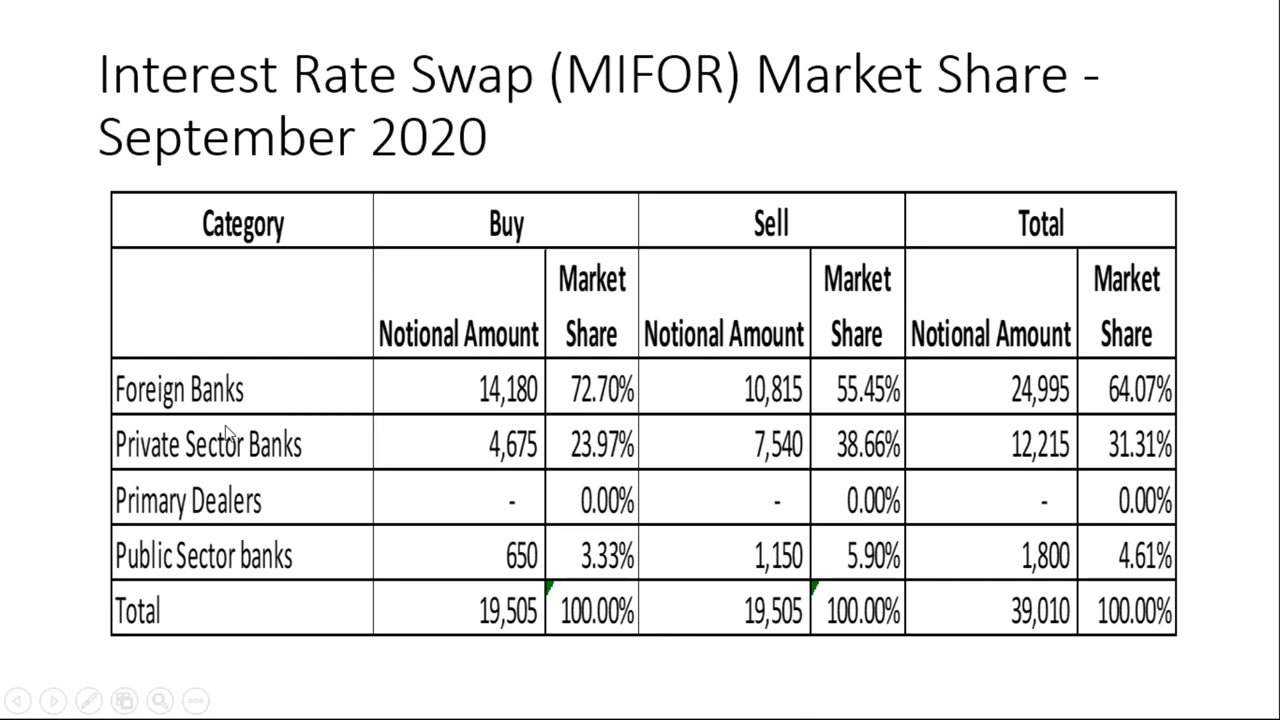 Interest Rate Swap (MIFOR) Market Share -
September 2020
Category Buy Sell Total
Notional Amount Market Share Notional Amount Market Share Notional Amount Market Share
Foreign Banks 14,180 72.70% 10,815 55.45% 24,995 64.07%
Private Sector Banks 4,675 23.97% 7,540 38.66% 12,215 31.31%
Primary Dealers - 0.00% - 0.00% - 0.00%
Public Sector banks 650 3.33% 1,150 5.90% 1,800 4.61%
Total 19,505 100.00% 19,505 100.00% 39,010 100.00%